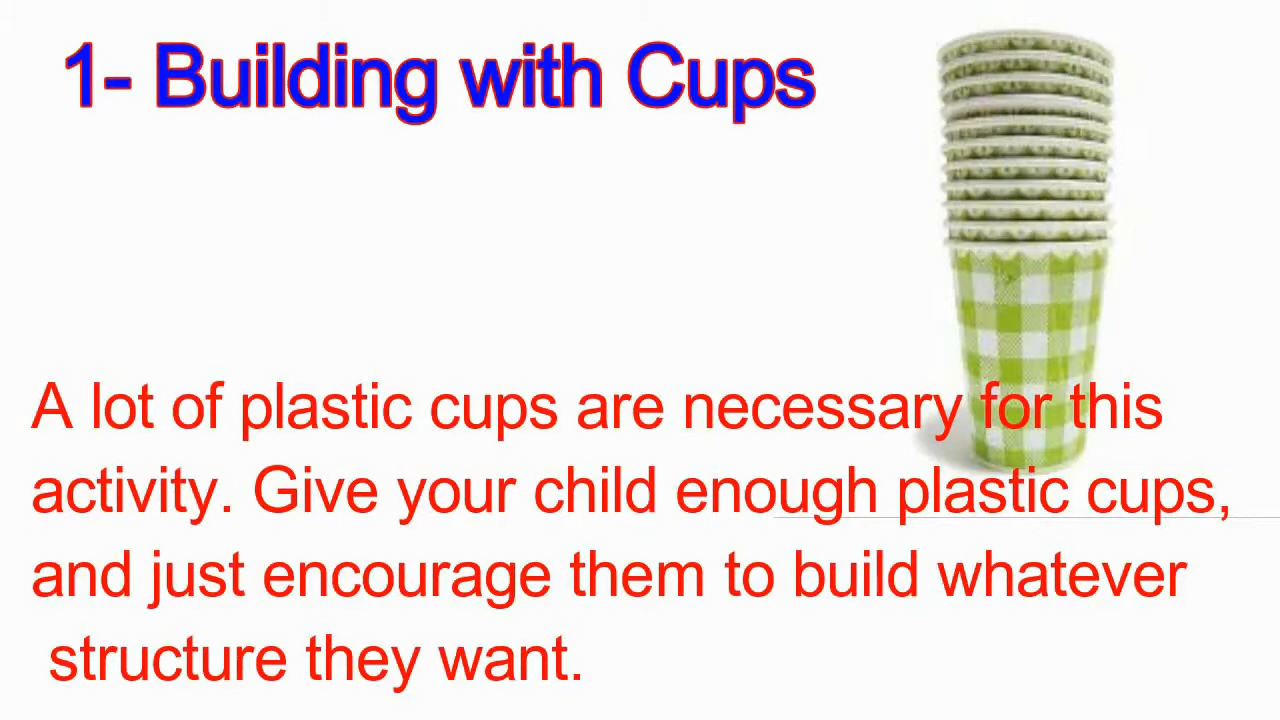 1- Building with Cups
A lot of plastic cups are necessary for this
activity. Give your child enough plastic cups,
and just encourage them to build whatever
structure they want.